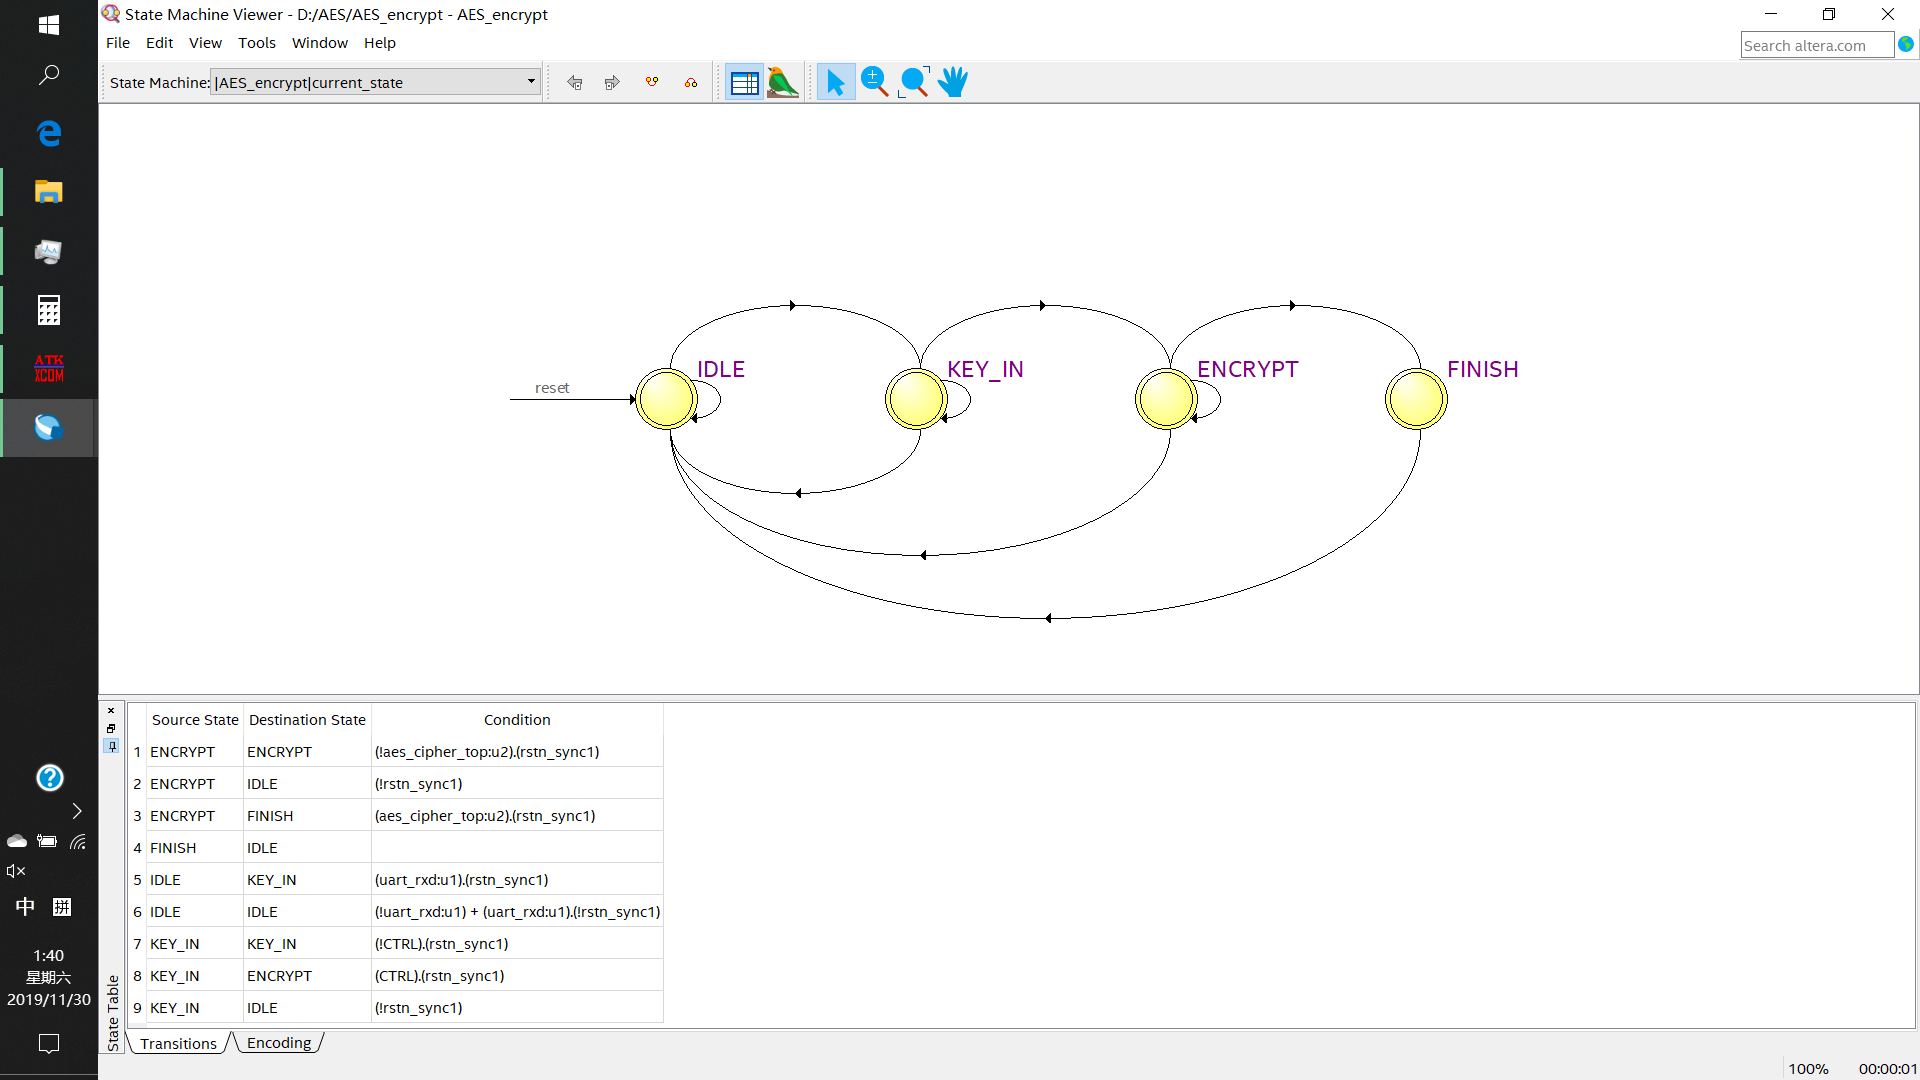 State Machine Viewer - D:/AES/AES_encrypt - AES_encrypt
File Edit View Tools Window Help
Search altera.com
State Machine: |AES_encrypt|current_state
ATK
XCOM
reset
IDLE
KEY_IN
ENCRYPT
FINISH
Source State Destination State Condition
1 ENCRYPT ENCRYPT (!aes_cipher_top:u2).(rstn_sync1)
2 ENCRYPT IDLE (!rstn_sync1)
3 ENCRYPT FINISH (aes_cipher_top:u2).(rstn_sync1)
4 FINISH IDLE
5 IDLE KEY_IN (uart_rxd:u1).(rstn_sync1)
6 IDLE IDLE (!uart_rxd:u1) + (uart_rxd:u1).(!rstn_sync1)
7 KEY_IN KEY_IN (!CTRL).(rstn_sync1)
8 KEY_IN ENCRYPT (CTRL).(rstn_sync1)
9 KEY_IN IDLE (!rstn_sync1)
State Table
Transitions Encoding
中 拼
1:40
星期六
2019/11/30
100% 00:00:01